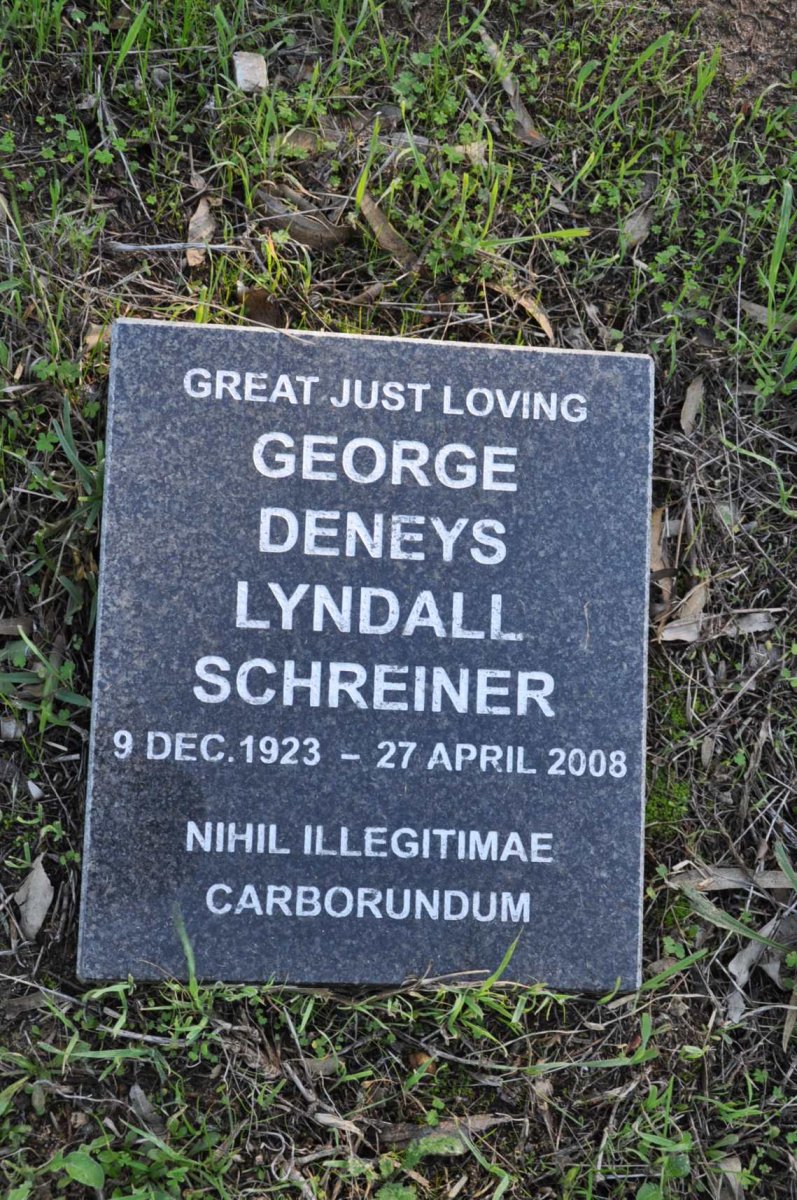 GREAT JUST LOVING
GEORGE
DENEYS
LYNDALL
SCHREINER
9 DEC.1923 – 27 APRIL 2008
NIHIL ILLEGITIMAE
CARBORUNDUM